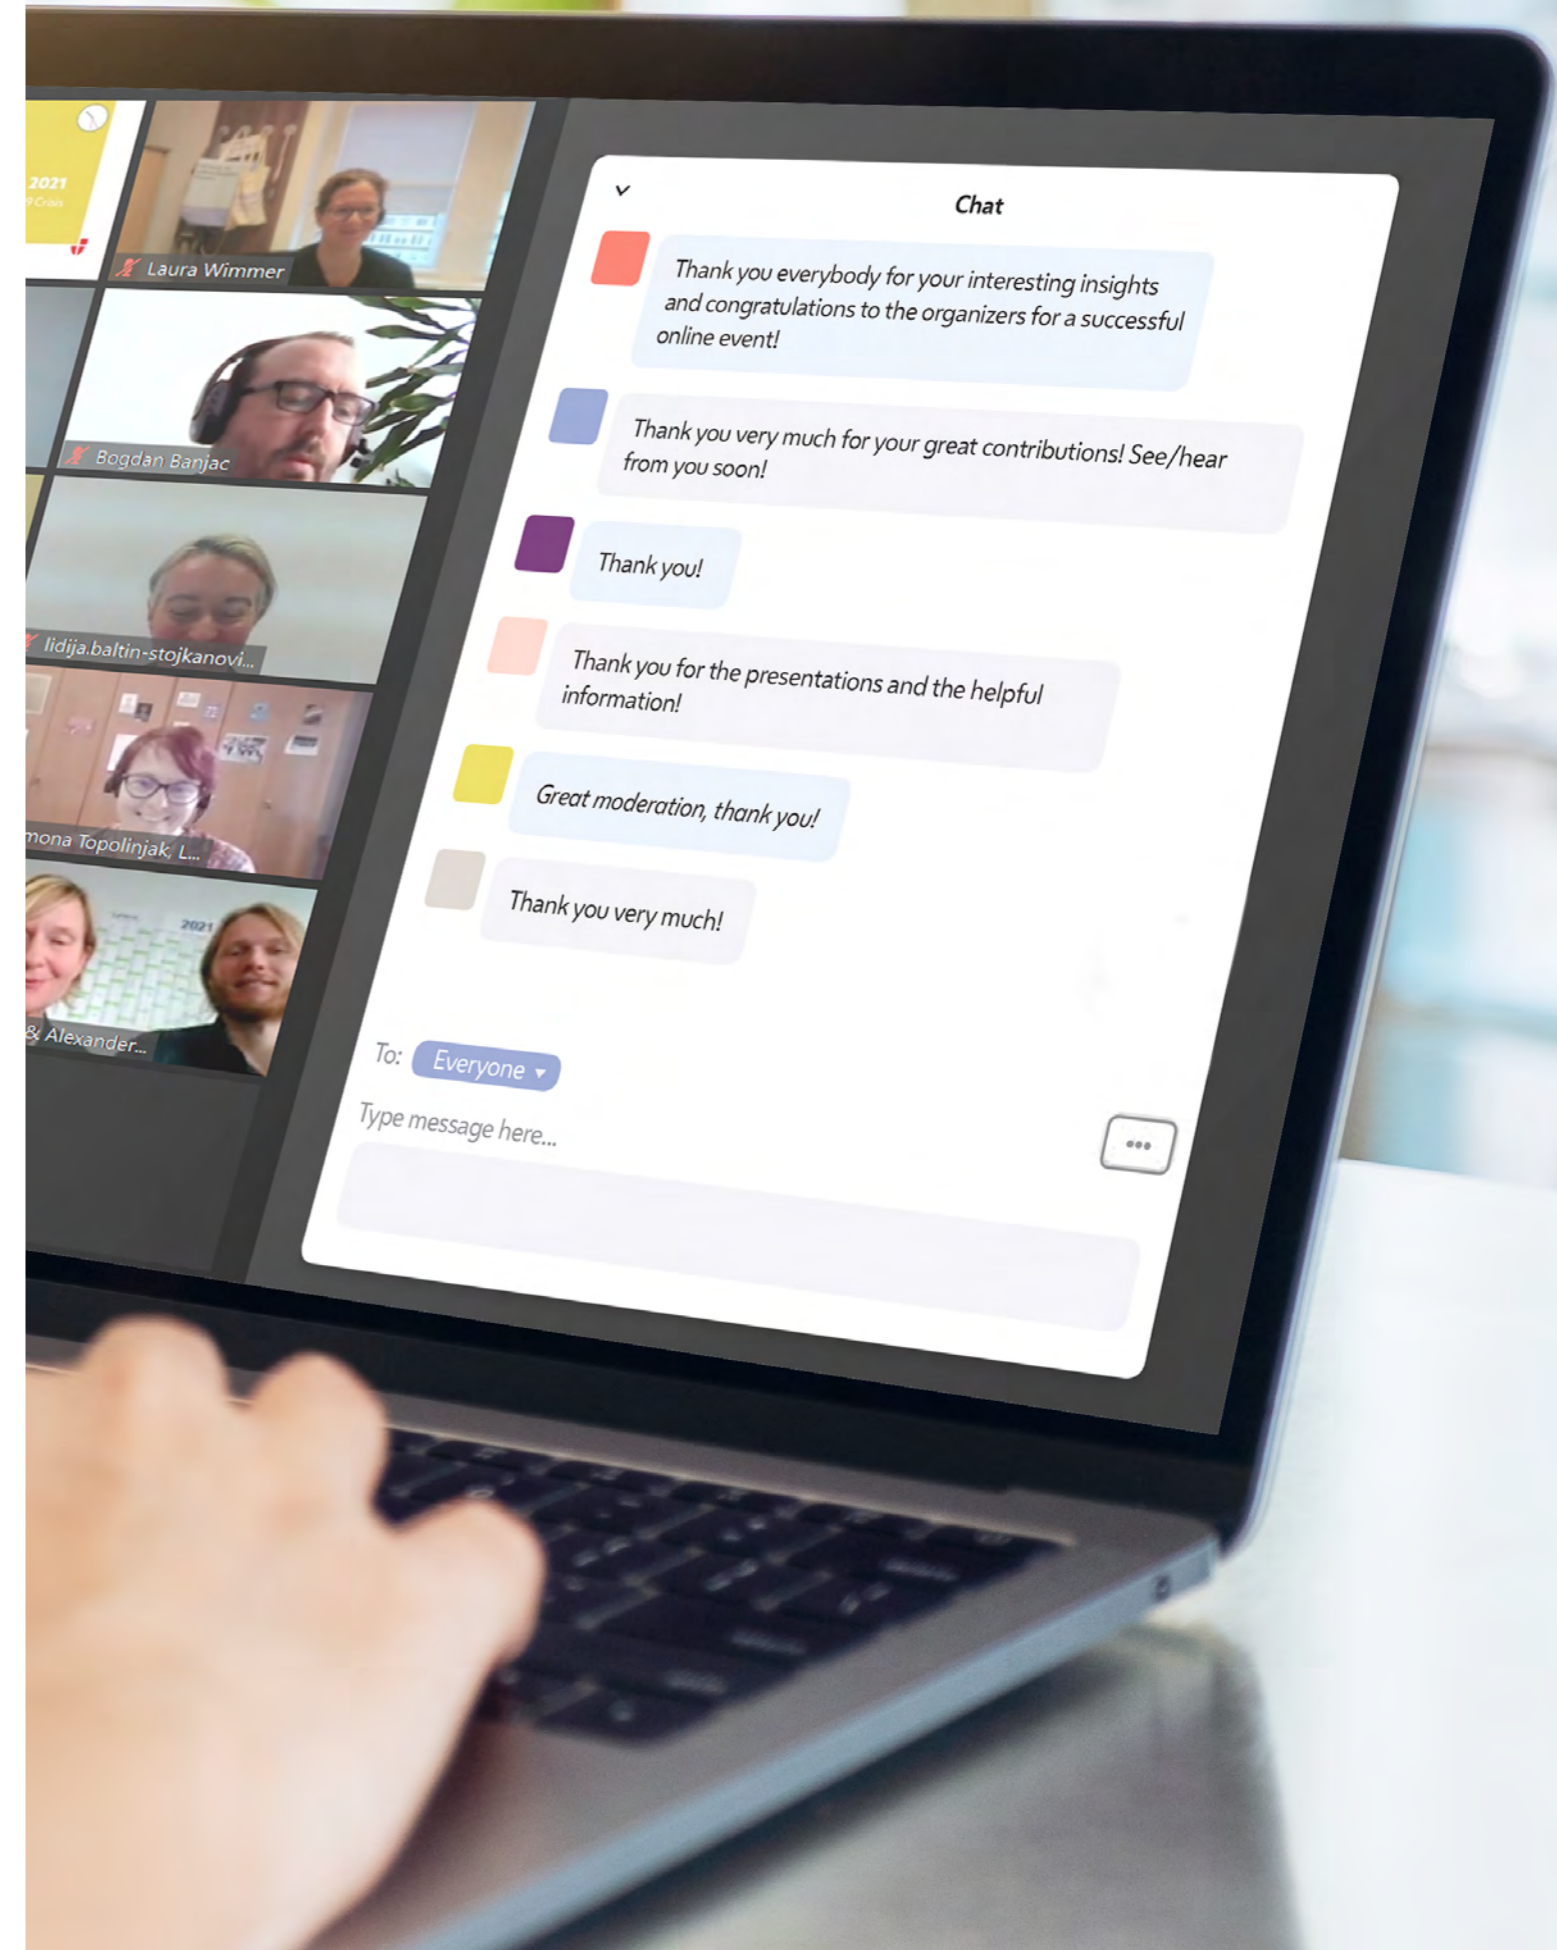 2021
9 Crisis
Laura Wimmer
Bogdan Banjac
lidija.baltin-stojkanovi...
mona Topolinjak, L...
2021
& Alexander...
Chat
Thank you everybody for your interesting insights
and congratulations to the organizers for a successful
online event!
Thank you very much for your great contributions! See/hear
from you soon!
Thank you!
Thank you for the presentations and the helpful
information!
Great moderation, thank you!
Thank you very much!
To: Everyone
Type message here...